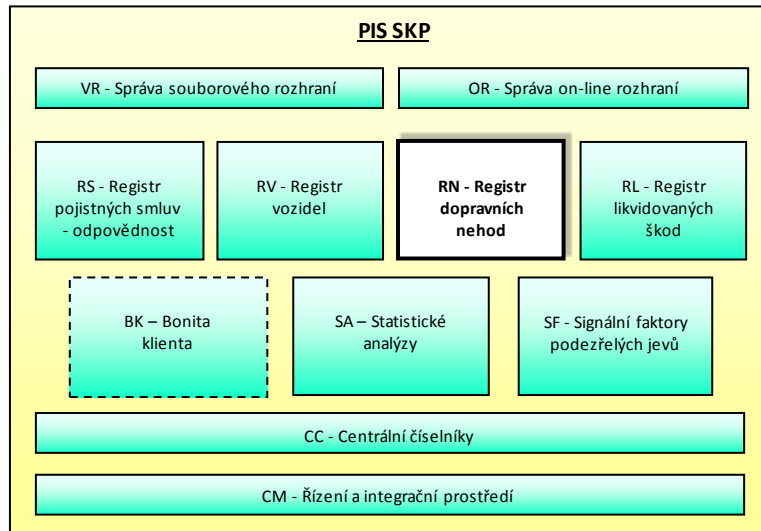 PIS SKP
VR - Správa souborového rozhraní
OR - Správa on-line rozhraní
RS - Registr
pojistných smluv
- odpovědnost
RV - Registr
vozidel
RN - Registr
dopravních
nehod
RL - Registr
likvidovaných
škod
BK – Bonita
klienta
SA – Statistické
analýzy
SF - Signální faktory
podezřelých jevů
CC - Centrální číselníky
CM - Řízení a integrační prostředí